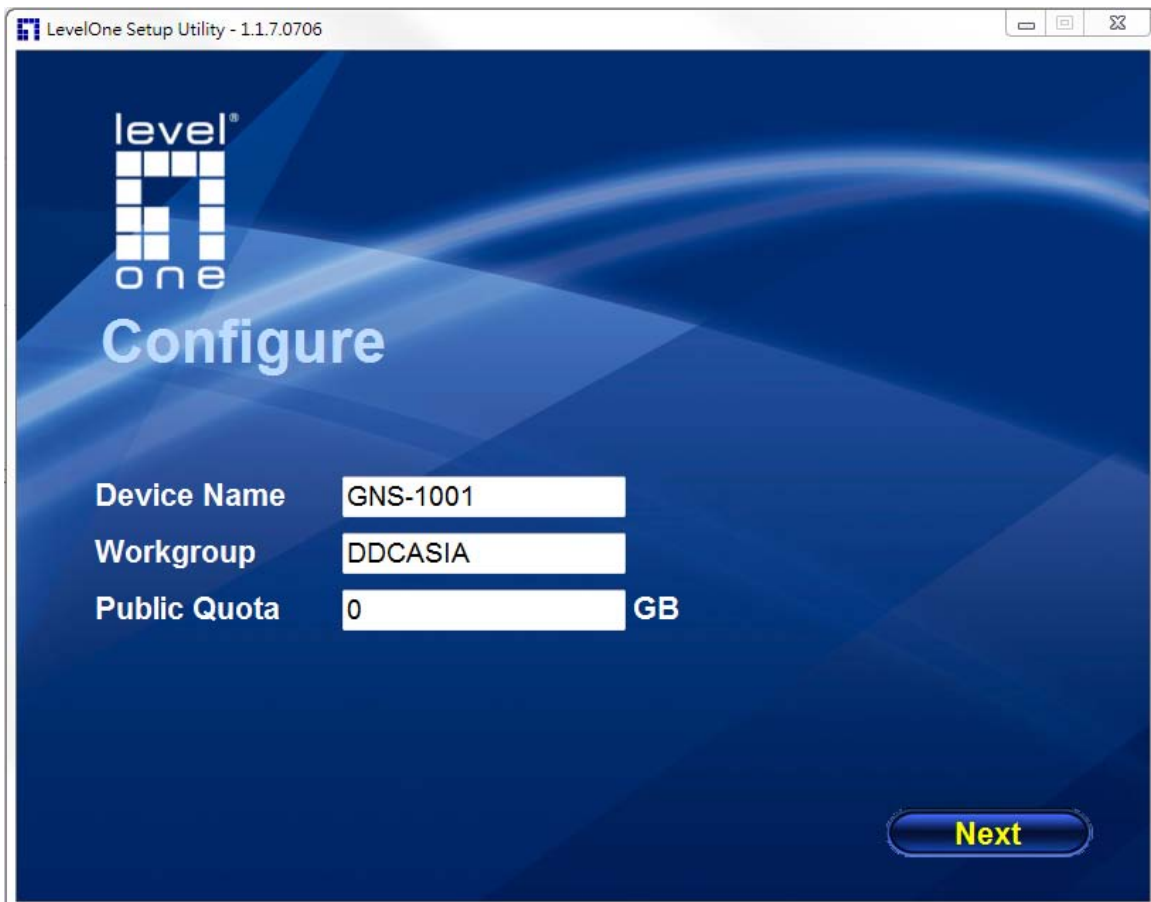 LevelOne Setup Utility - 1.1.7.0706
level®
one
Configure
Device Name GNS-1001
Workgroup DDCASIA
Public Quota 0 GB
Next